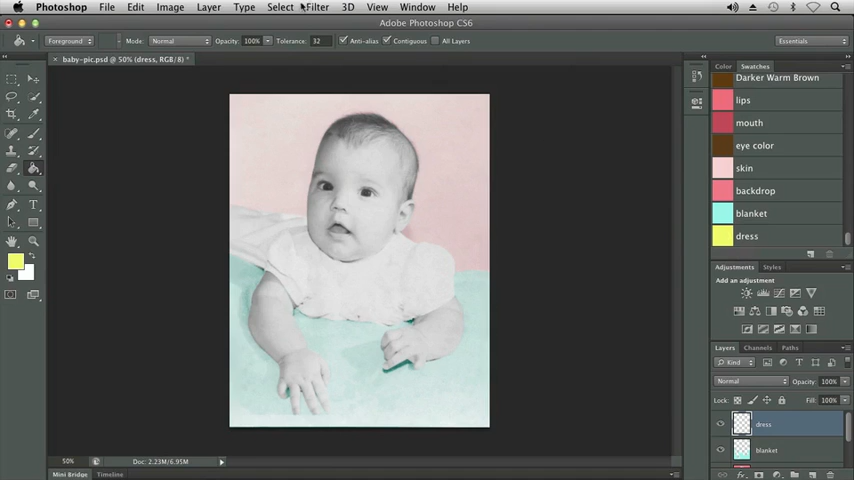 Photoshop File Edit Image Layer Type Select Filter 3D View Window Help
Adobe Photoshop CS6
Foreground Mode: Normal Opacity: 100% Tolerance: 32 Anti-alias Contiguous All Layers Essentials
baby-pic.psd @ 50% (dress, RGB/8) *
Color Swatches
Darker Warm Brown
lips
mouth
eye color
skin
backdrop
blanket
dress
Adjustments Styles
Add an adjustment
Layers Channels Paths
Kind
Normal Opacity: 100%
Lock: Fill: 100%
dress
blanket
50% Doc: 2.23M/6.95M
Mini Bridge Timeline